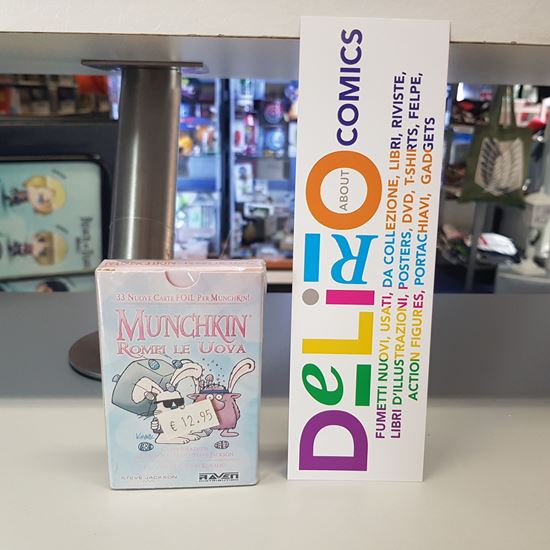 33 NUOVE CARTE FOIL PER MUNCHKIN!
MUNCHKIN
ROMPI LE UOVA
€ 12,95
STEVE JACKSON
RAVEN
DISTRIBUTION
DeLiRiO
ABOUT
COMICS
FUMETTI NUOVI, USATI, DA COLLEZIONE, LIBRI, RIVISTE,
LIBRI D'ILLUSTRAZIONI, POSTERS, DVD, T-SHIRTS, FELPE,
ACTION FIGURES, PORTACHIAVI, GADGETS